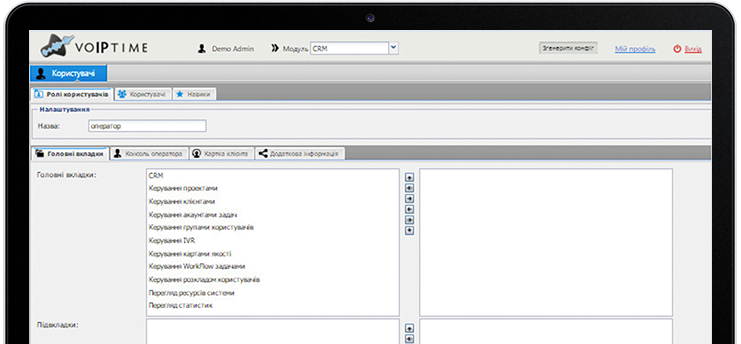 VOIPTIME
Demo Admin
Модуль
CRM
Згенерити конфіг
Мій профіль
Вихід
Користувачі
Ролі користувачів
Користувачі
Навики
Налаштування
Назва:
оператор
Головні вкладки
Консоль оператора
Картка клієнта
Додаткова інформація
Головні вкладки:
CRM
Керування проектами
Керування клієнтами
Керування акаунтами задач
Керування групами користувачів
Керування IVR
Керування картами якості
Керування WorkFlow задачами
Керування розкладом користувачів
Перегляд ресурсів системи
Перегляд статистик
Підвкладки: